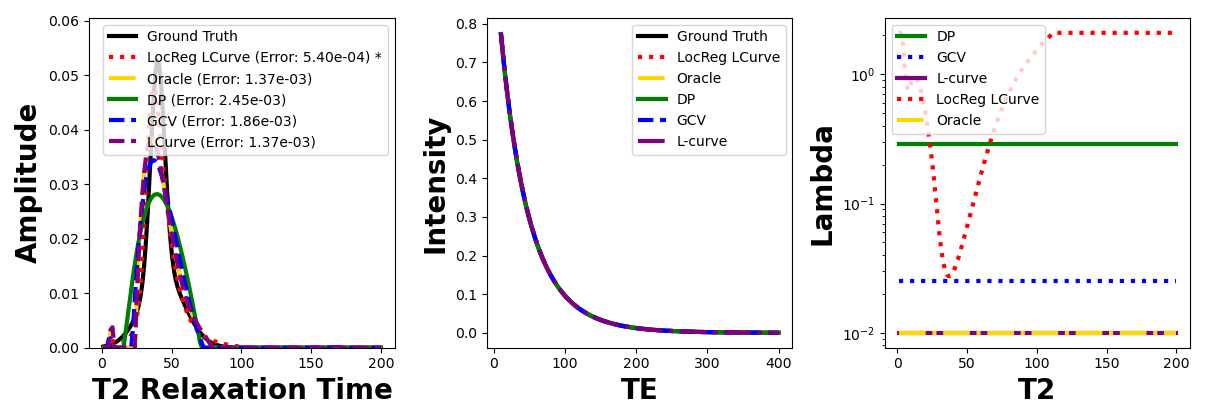 0.06
0.05
0.04
0.03
0.02
0.01
0.00
Amplitude
Ground Truth
LocReg LCurve (Error: 5.40e-04) *
Oracle (Error: 1.37e-03)
DP (Error: 2.45e-03)
GCV (Error: 1.86e-03)
LCurve (Error: 1.37e-03)
0 50 100 150 200
T2 Relaxation Time
0.8
0.7
0.6
0.5
0.4
0.3
0.2
0.1
0.0
Intensity
Ground Truth
LocReg LCurve
Oracle
DP
GCV
L-curve
0 100 200 300 400
TE
10⁰
10⁻¹
10⁻²
Lambda
DP
GCV
L-curve
LocReg LCurve
Oracle
0 50 100 150 200
T2